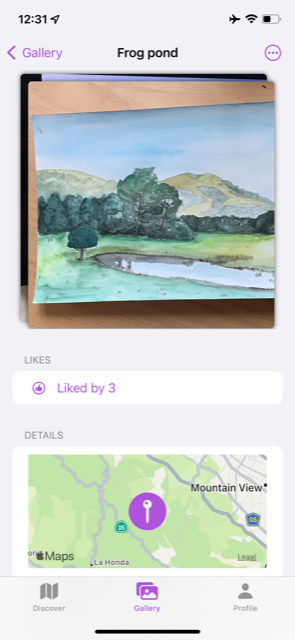 12:31
Gallery
Frog pond
LIKES
Liked by 3
DETAILS
Mountain View
35
G5
Maps
La Honda
Legal
Discover
Gallery
Profile